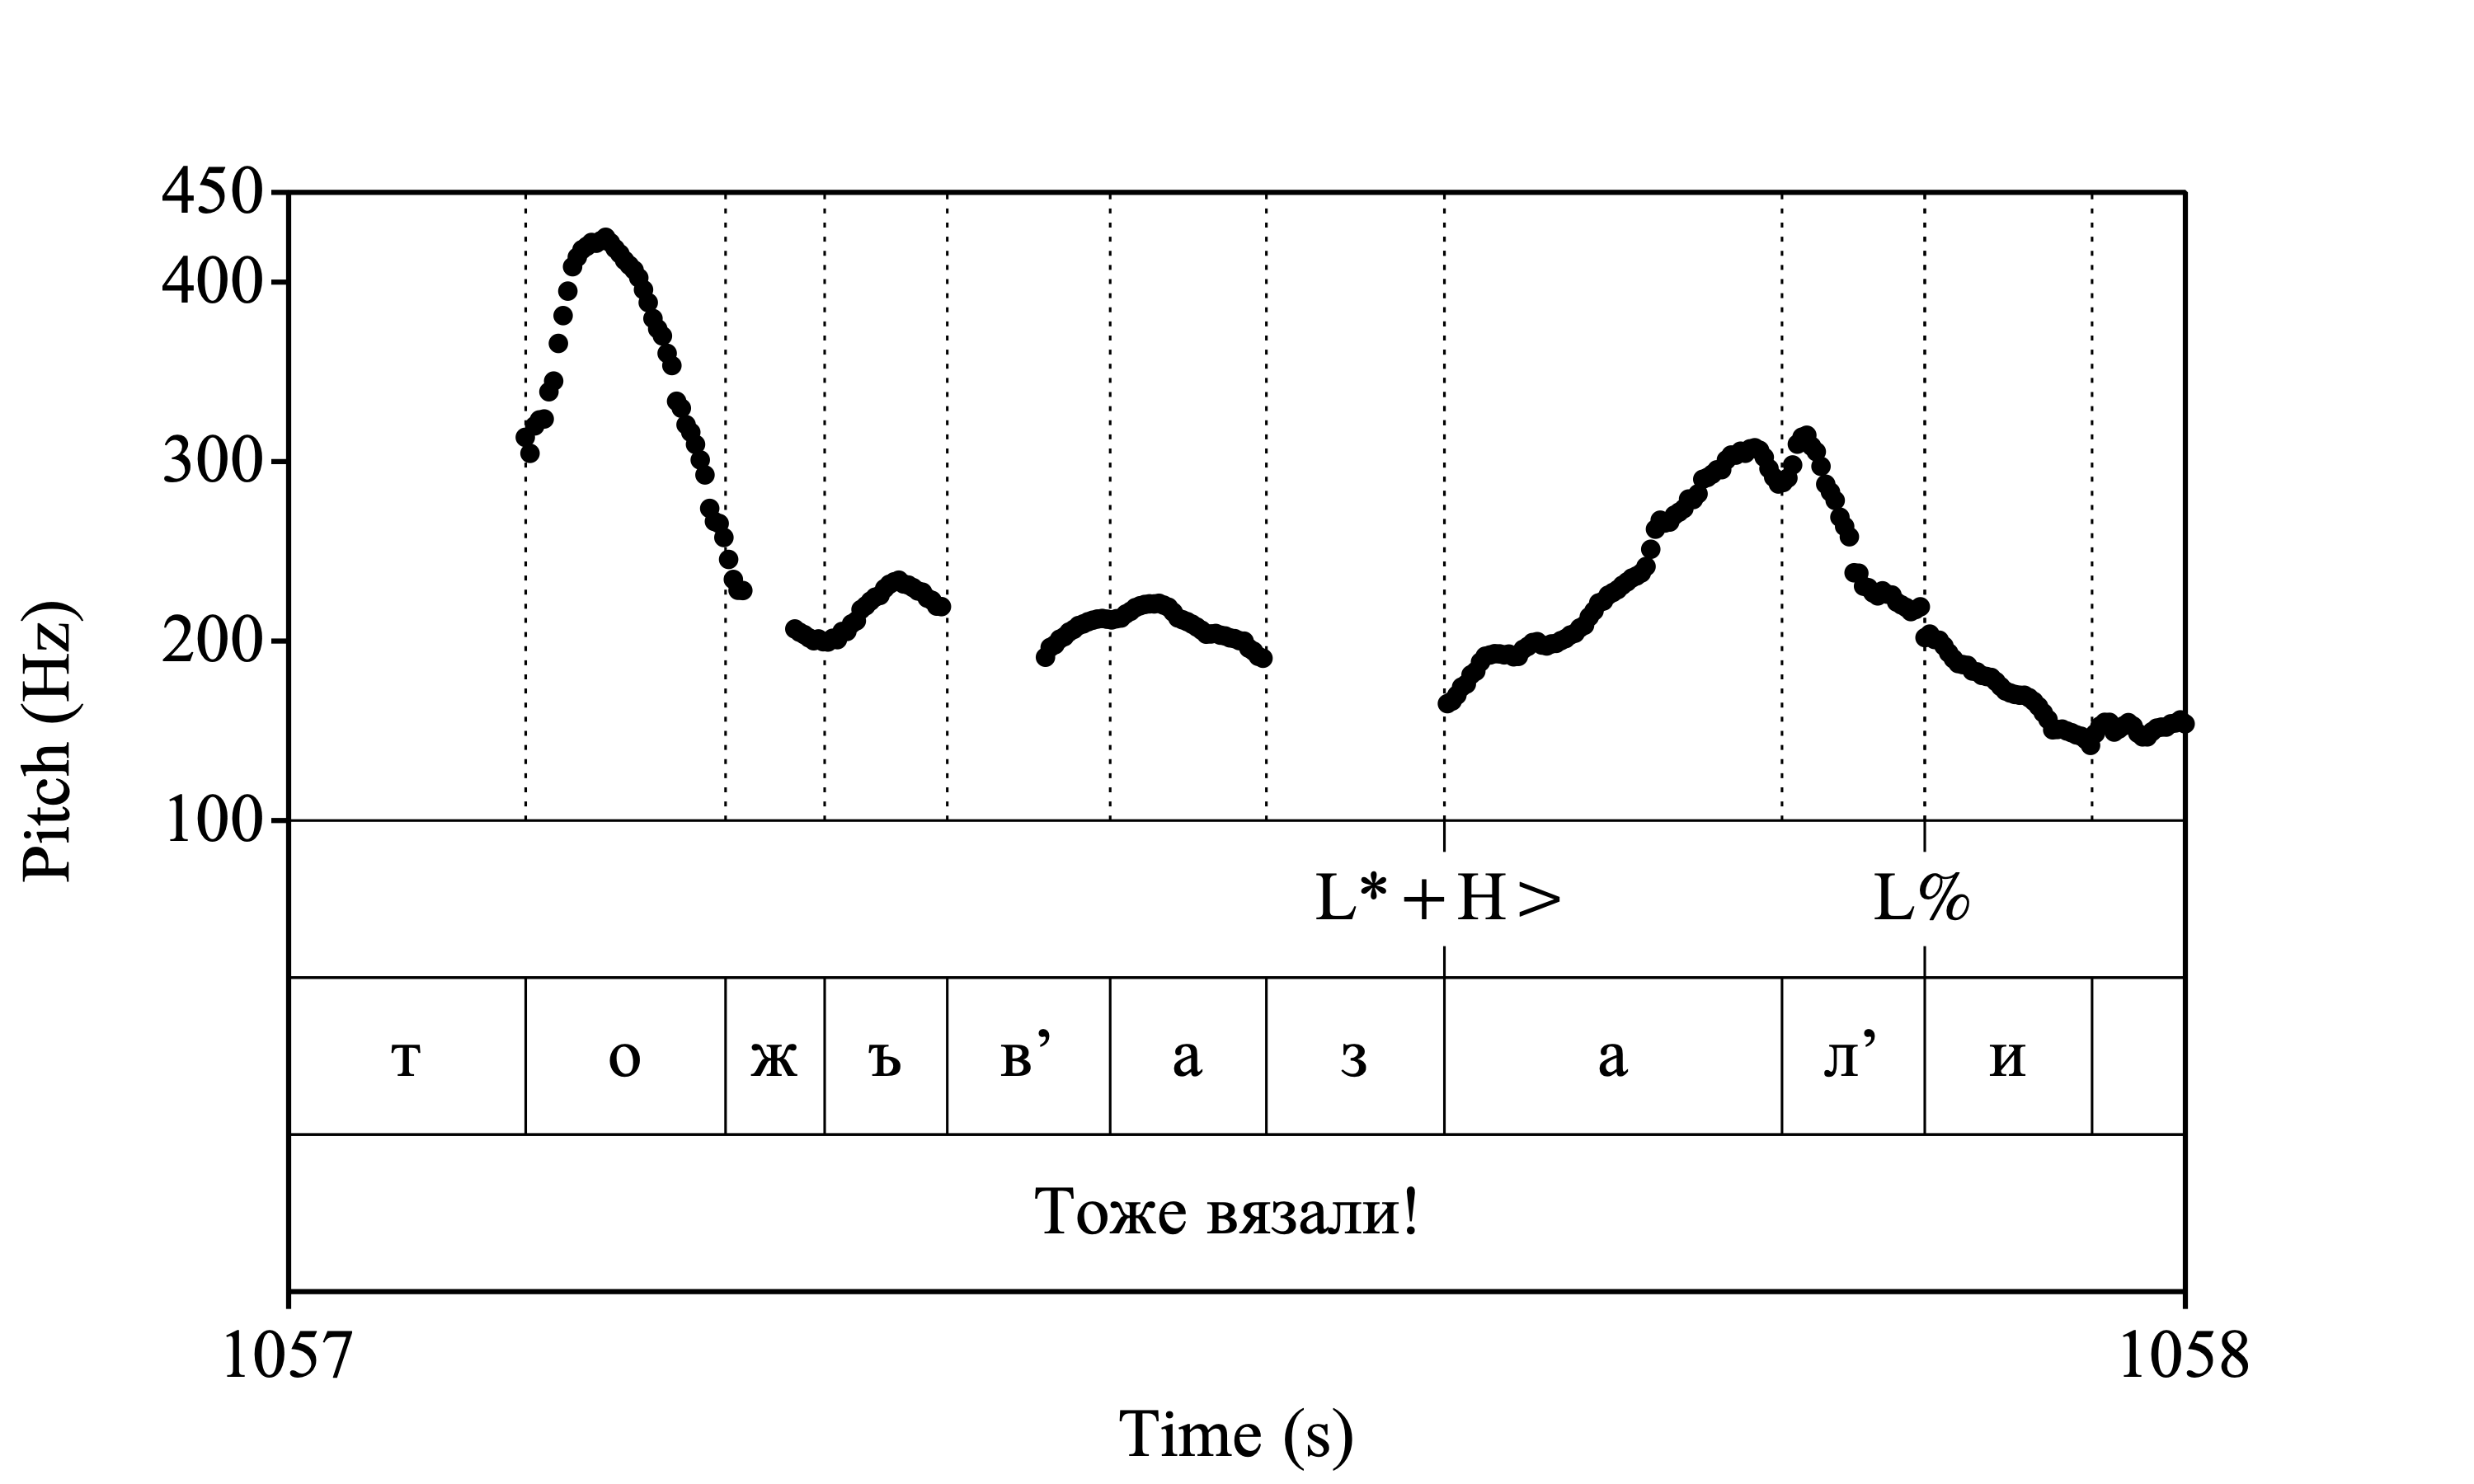 450
400
300
200
100
Pitch (Hz)
L*+H> L%
т о ж ъ в’ а з а л’ и
Тоже вязали!
1057 1058
Time (s)